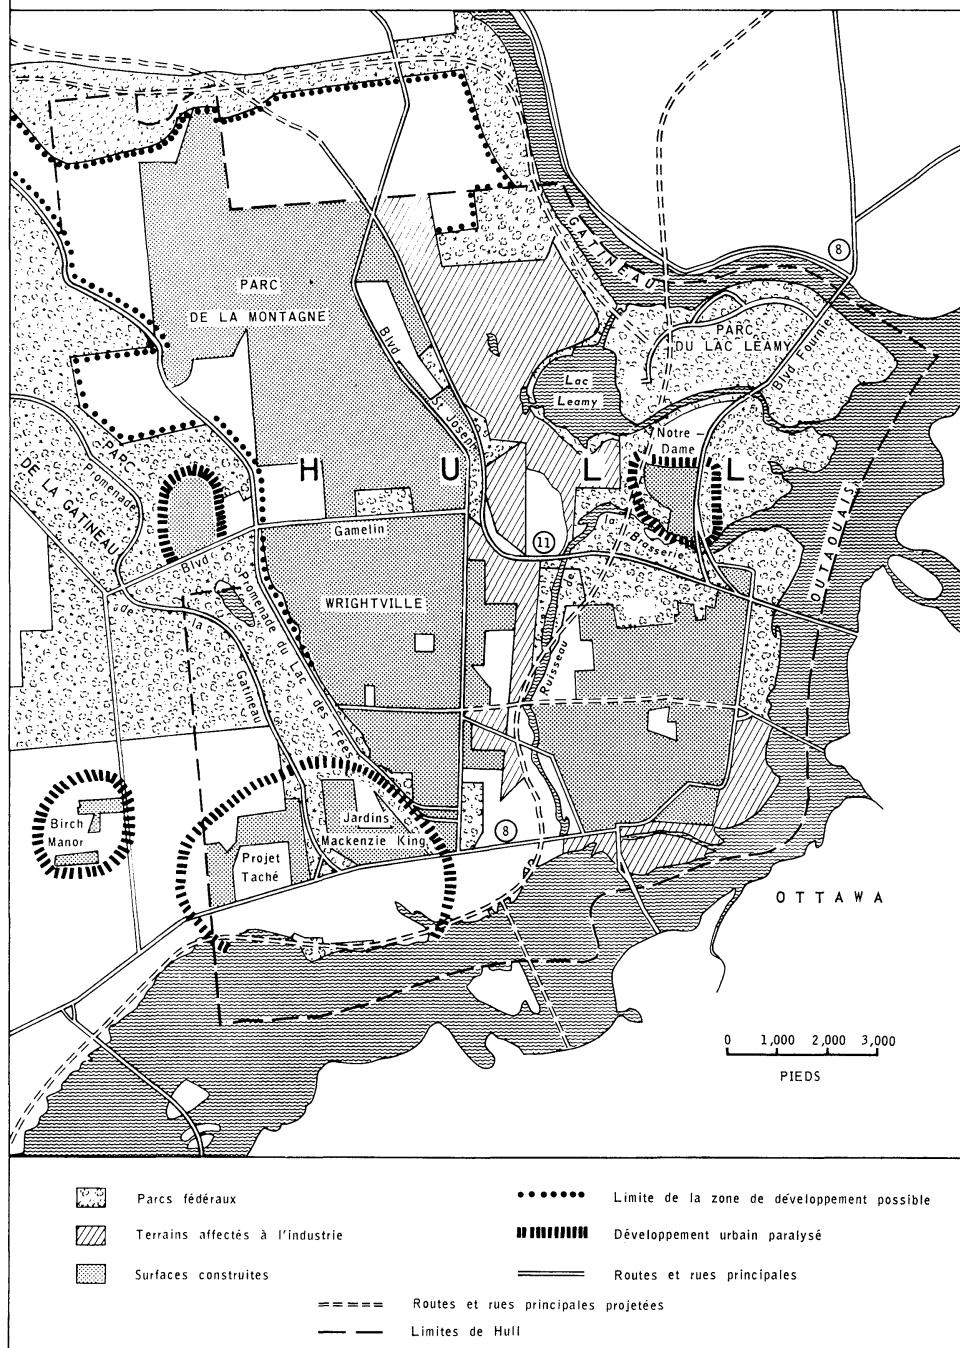 GATINEAU
8
PARC
DE LA MONTAGNE
PARC
DU LAC LEAMY
Blvd Fournier
Blvd St Joseph
Lac
Leamy
Notre-
Dame
PARC
DE LA GATINEAU
Promenade
de la
Gatineau
H U L L
Blvd Gamelin
11
Ruisseau de la Brasserie
OUTAOUAIS
WRIGHTVILLE
Promenade du Lac-des Fées
Birch
Manor
Jardins
Mackenzie King
Projet
Taché
8
OTTAWA
0 1,000 2,000 3,000
PIEDS
Parcs fédéraux
Limite de la zone de développement possible
Terrains affectés à l'industrie
Développement urbain paralysé
Surfaces construites
Routes et rues principales
Routes et rues principales projetées
Limites de Hull